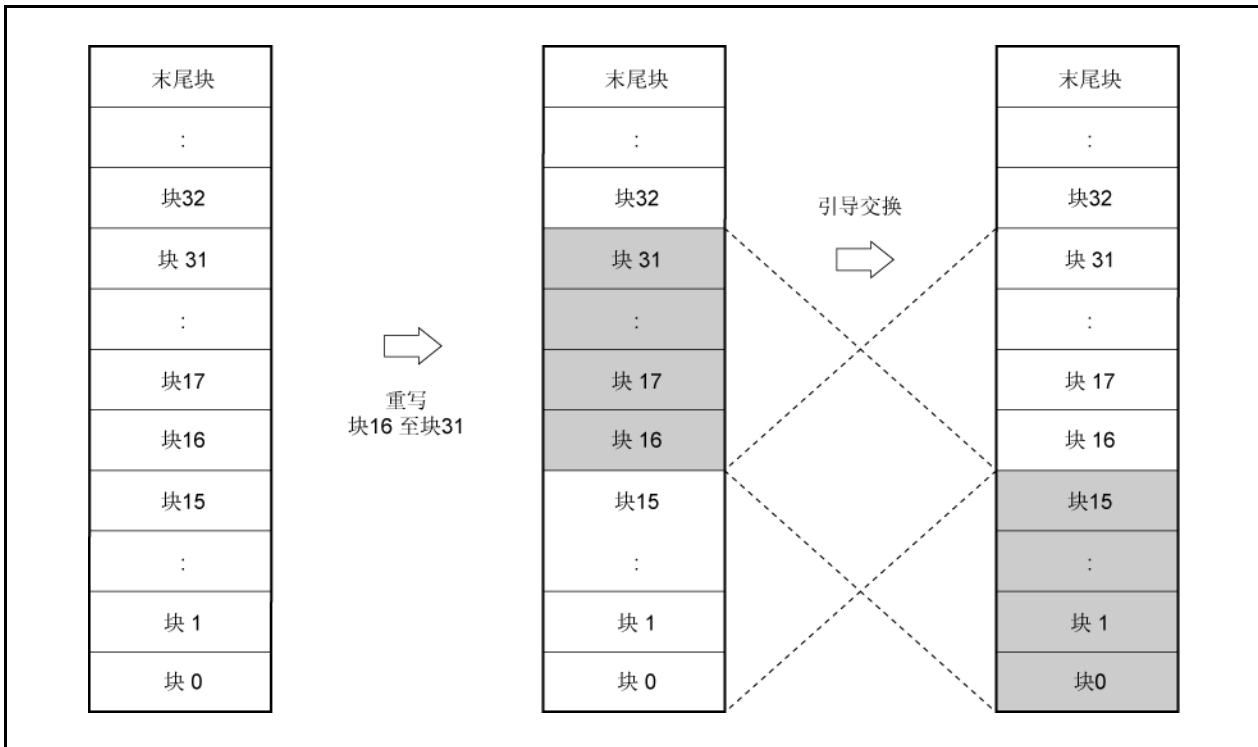 末尾块
:
块32
块 31
:
块17
块16
块15
:
块 1
块 0
重写
块16 至块31
末尾块
:
块32
块 31
:
块 17
块 16
块15
:
块 1
块 0
引导交换
末尾块
:
块32
块 31
:
块 17
块 16
块15
:
块 1
块0